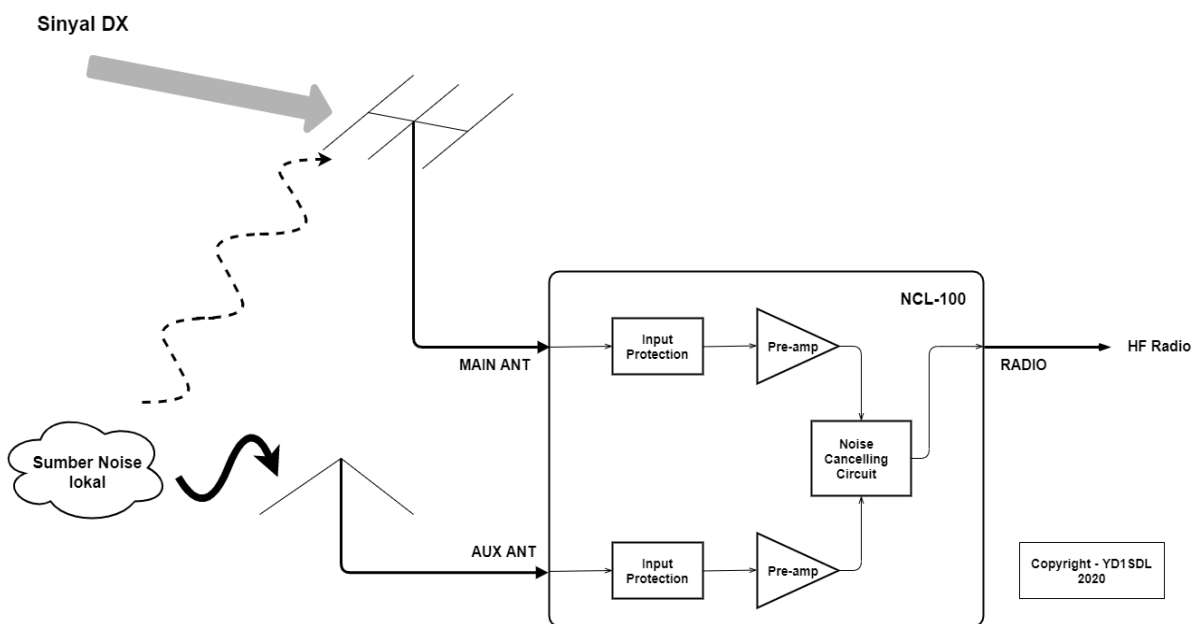 Sinyal DX
NCL-100
Input
Protection
Pre-amp
MAIN ANT
RADIO
HF Radio
Noise
Cancelling
Circuit
Sumber Noise
lokal
AUX ANT
Input
Protection
Pre-amp
Copyright - YD1SDL
2020